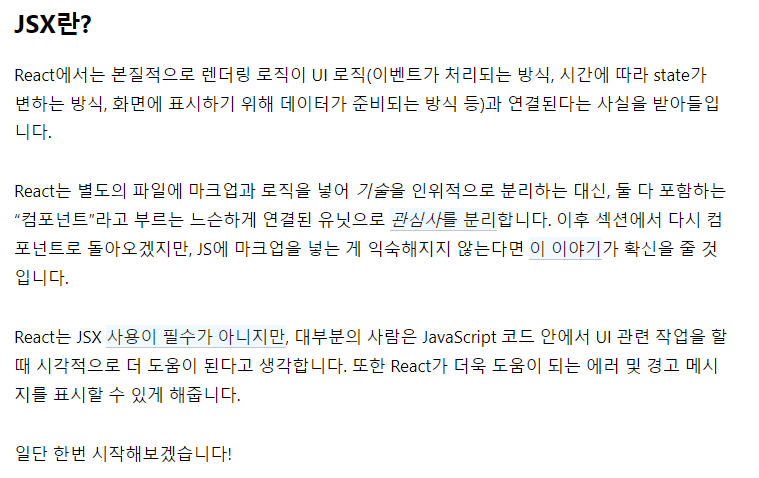 JSX란?
React에서는 본질적으로 렌더링 로직이 UI 로직(이벤트가 처리되는 방식, 시간에 따라 state가
변하는 방식, 화면에 표시하기 위해 데이터가 준비되는 방식 등)과 연결된다는 사실을 받아들입
니다.
React는 별도의 파일에 마크업과 로직을 넣어 기술을 인위적으로 분리하는 대신, 둘 다 포함하는
“컴포넌트”라고 부르는 느슨하게 연결된 유닛으로 관심사를 분리합니다. 이후 섹션에서 다시 컴
포넌트로 돌아오겠지만, JS에 마크업을 넣는 게 익숙해지지 않는다면 이 이야기가 확신을 줄 것
입니다.
React는 JSX 사용이 필수가 아니지만, 대부분의 사람은 JavaScript 코드 안에서 UI 관련 작업을 할
때 시각적으로 더 도움이 된다고 생각합니다. 또한 React가 더욱 도움이 되는 에러 및 경고 메시
지를 표시할 수 있게 해줍니다.
일단 한번 시작해보겠습니다!